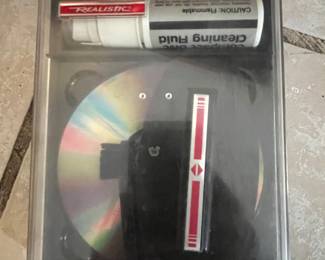 REALISTIC
CAUTION: Flammable
Compact Disc
Cleaning Fluid